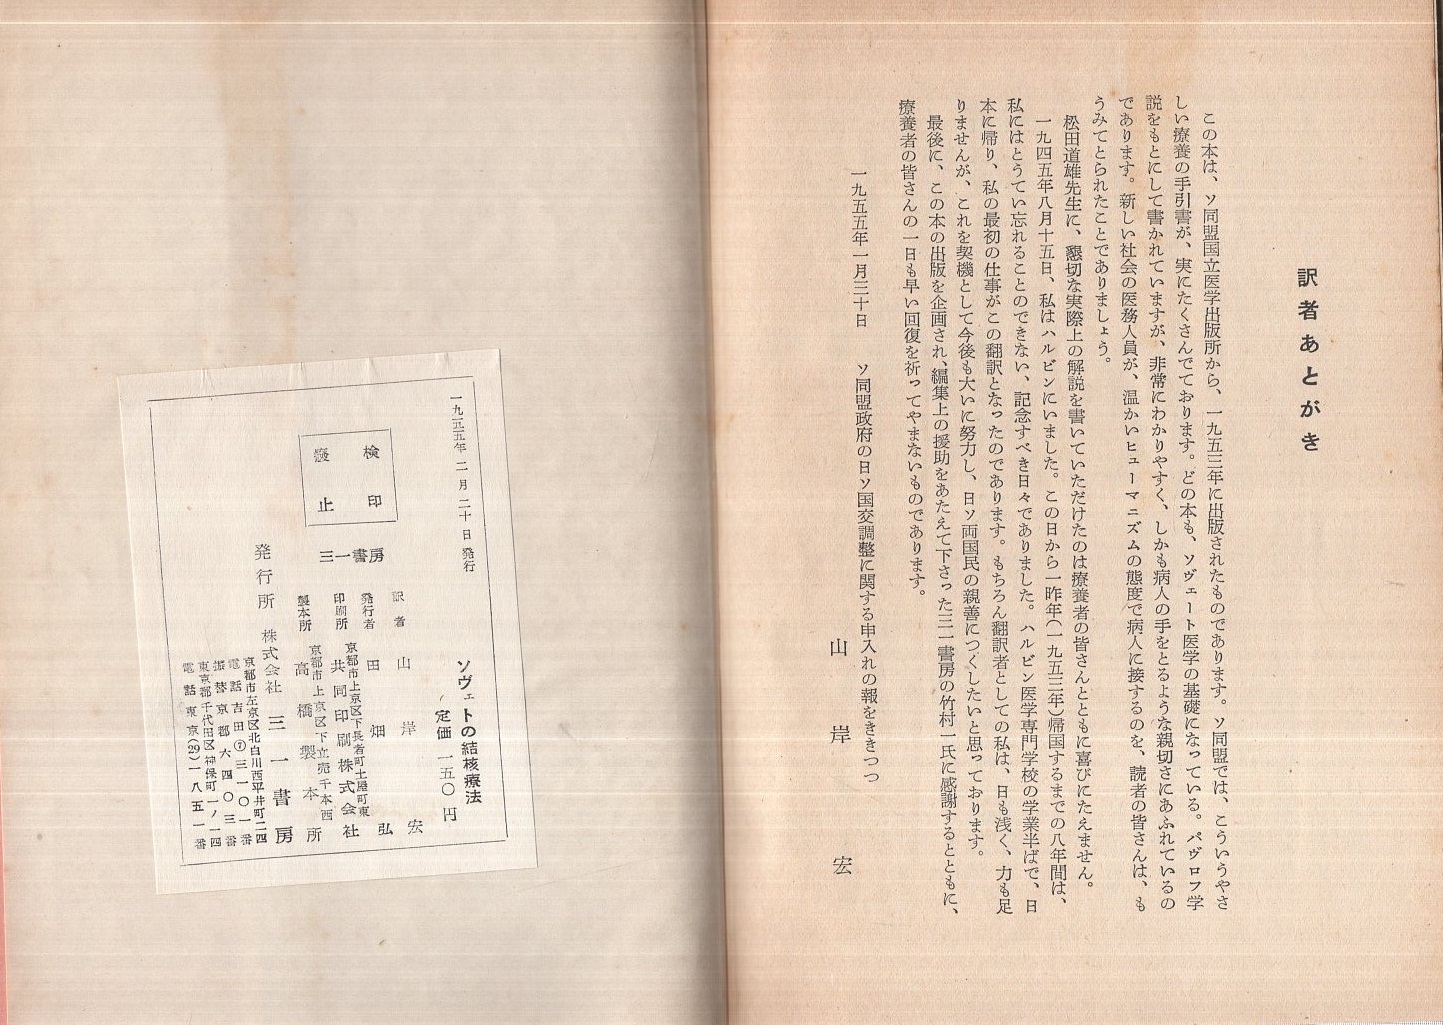 訳者あとがき
この本は、ソ同盟国立医学出版所から、一九五三年に出版されたものであります。ソ同盟では、こういうやさ
しい療養の手引書が、実にたくさんでております。どの本も、ソヴェート医学の基礎になっている。パヴロフ学
説をもとにして書かれていますが、非常にわかりやすく、しかも病人の手をとるような親切さにあふれているの
であります。新しい社会の医務人員が、温かいヒューマニズムの態度で病人に接するのを、読者の皆さんは、も
うみてとられたことでありましょう。
松田道雄先生に、懇切な実際上の解説を書いていただけたのは療養者の皆さんとともに喜びにたえません。
一九四五年八月十五日、私はハルビンにいました。この日から一昨年(一九五三年)帰国するまでの八年間は、
私にはとうてい忘れることのできない、記念すべき日々でありました。ハルビン医学専門学校の学業半ばで、日
本に帰り、私の最初の仕事がこの翻訳となったのであります。もちろん翻訳者としての私は、日も浅く、力も足
りませんが、これを契機として今後も大いに努力し、日ソ両国民の親善につくしたいと思っております。
最後に、この本の出版を企画され、編集上の援助をあたえて下さった三一書房の竹村一氏に感謝するとともに、
療養者の皆さんの一日も早い回復を祈ってやまないものであります。
一九五五年一月三十日 ソ同盟政府の日ソ国交調整に関する申入れの報をききつつ
山岸宏
一九五五年二月二十日発行
検印
廢止
三一書房
ソヴェトの結核療法
定価一五〇円
訳者 山岸宏
発行者 田畑弘
京都市上京区下長者町土屋町東
印刷所 共同印刷株式会社
京都市上京区下立売千本西
製本所 高橋製本所
発行所 株式会社 三一書房
京都市左京区北白川西平井町二四
電話吉田⑦三一〇一番
振替京都六四〇三番
東京都千代田区神保町一ノ一四
電話東京(29)一八五一番